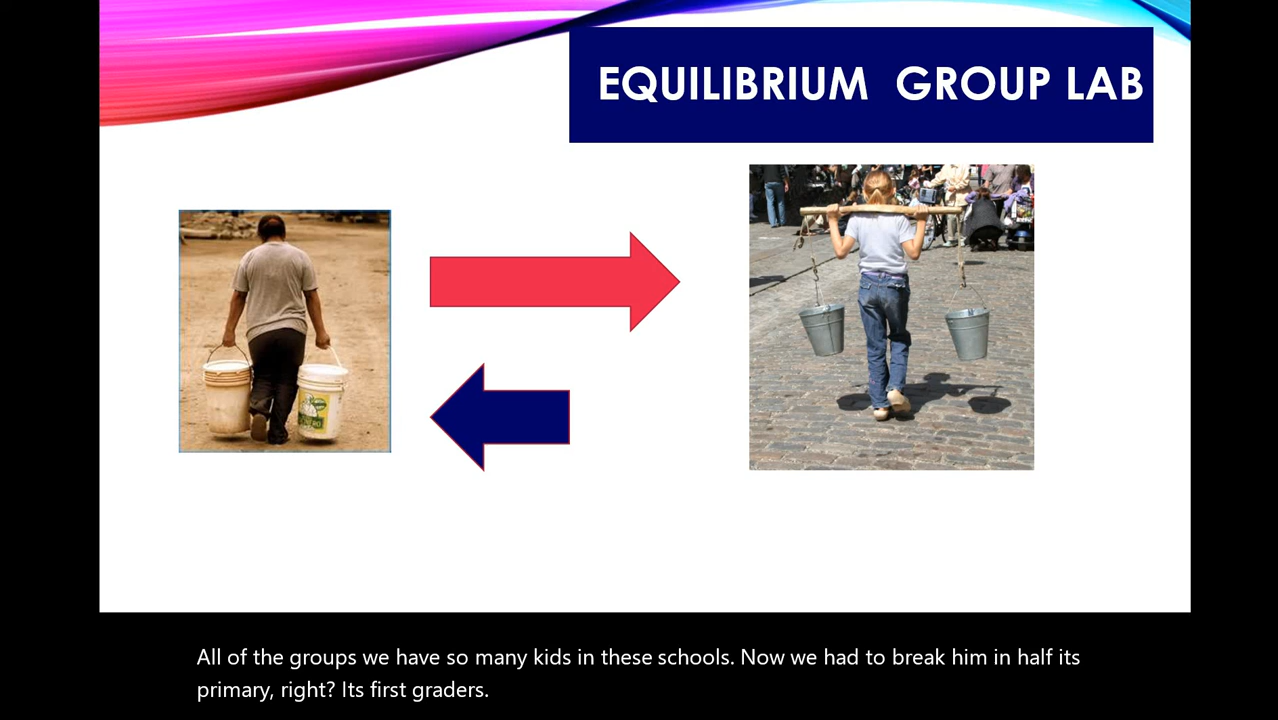 EQUILIBRIUM GROUP LAB
All of the groups we have so many kids in these schools. Now we had to break him in half its
primary, right? Its first graders.